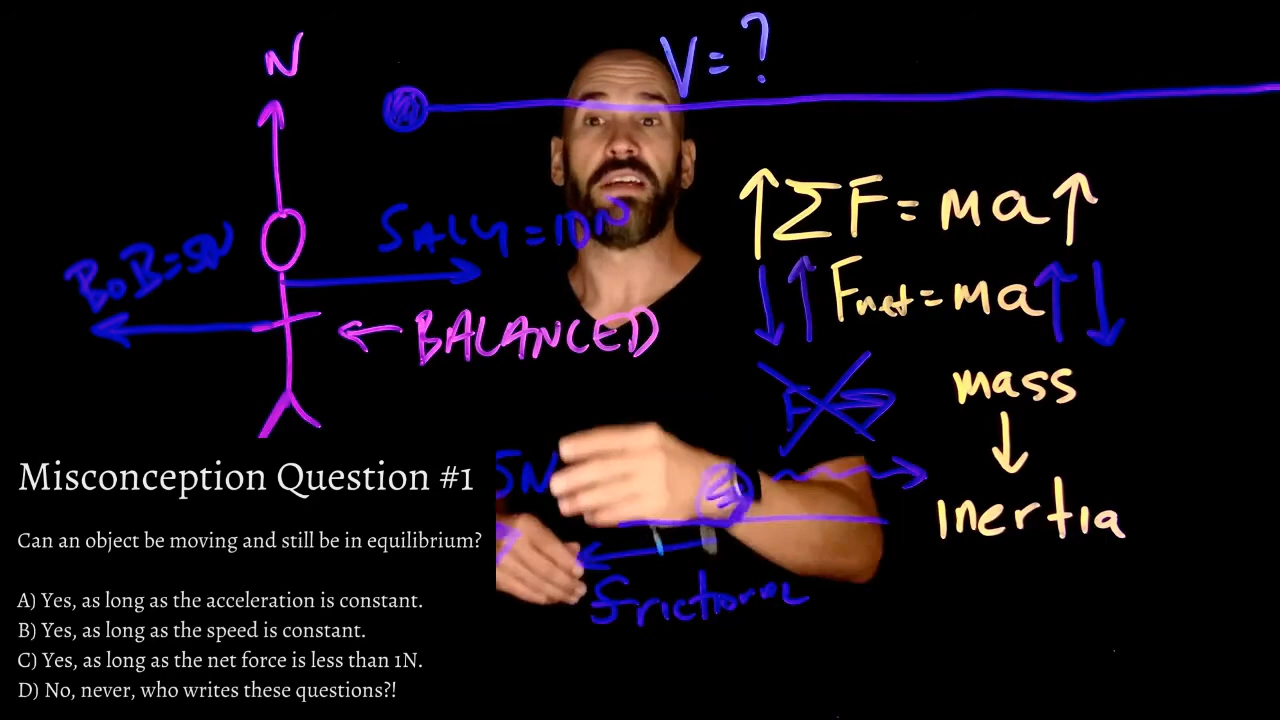 N
V = ?
BOB = 5N
SALLY = 10N
← BALANCED
↑ΣF = ma↑
↓↑Fnet = ma↑↓
F
mass
↓
inertia
5N
frictional
Misconception Question #1
Can an object be moving and still be in equilibrium?
A) Yes, as long as the acceleration is constant.
B) Yes, as long as the speed is constant.
C) Yes, as long as the net force is less than 1N.
D) No, never, who writes these questions?!